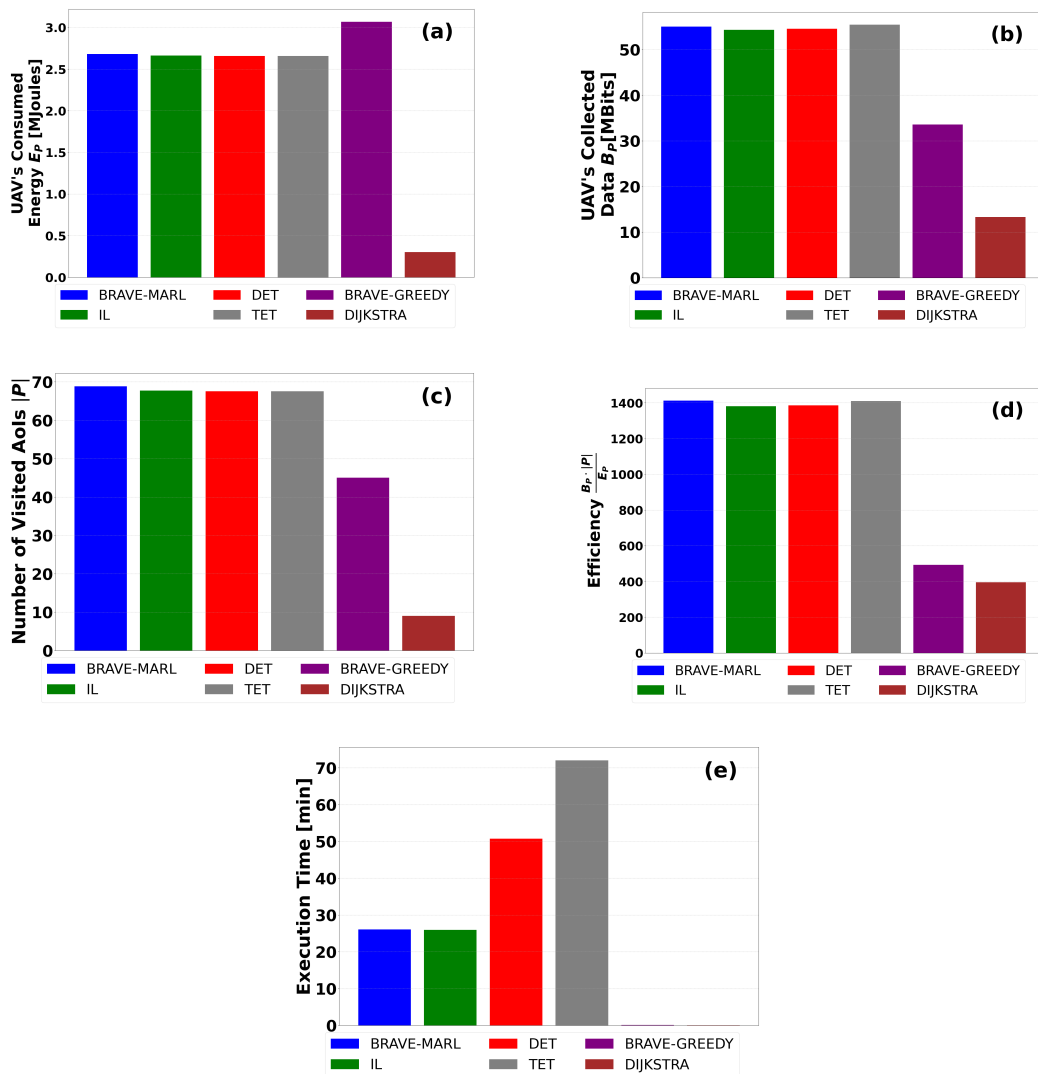 (a)
UAV's Consumed
Energy E_P [MJoules]
3.0
2.5
2.0
1.5
1.0
0.5
0.0
BRAVE-MARL DET BRAVE-GREEDY
IL TET DIJKSTRA
(b)
UAV's Collected
Data B_P[MBits]
50
40
30
20
10
0
BRAVE-MARL DET BRAVE-GREEDY
IL TET DIJKSTRA
(c)
Number of Visited AoIs |P|
70
60
50
40
30
20
10
0
BRAVE-MARL DET BRAVE-GREEDY
IL TET DIJKSTRA
(d)
Efficiency B_P · |P| / E_P
1400
1200
1000
800
600
400
200
0
BRAVE-MARL DET BRAVE-GREEDY
IL TET DIJKSTRA
(e)
Execution Time [min]
70
60
50
40
30
20
10
0
BRAVE-MARL DET BRAVE-GREEDY
IL TET DIJKSTRA